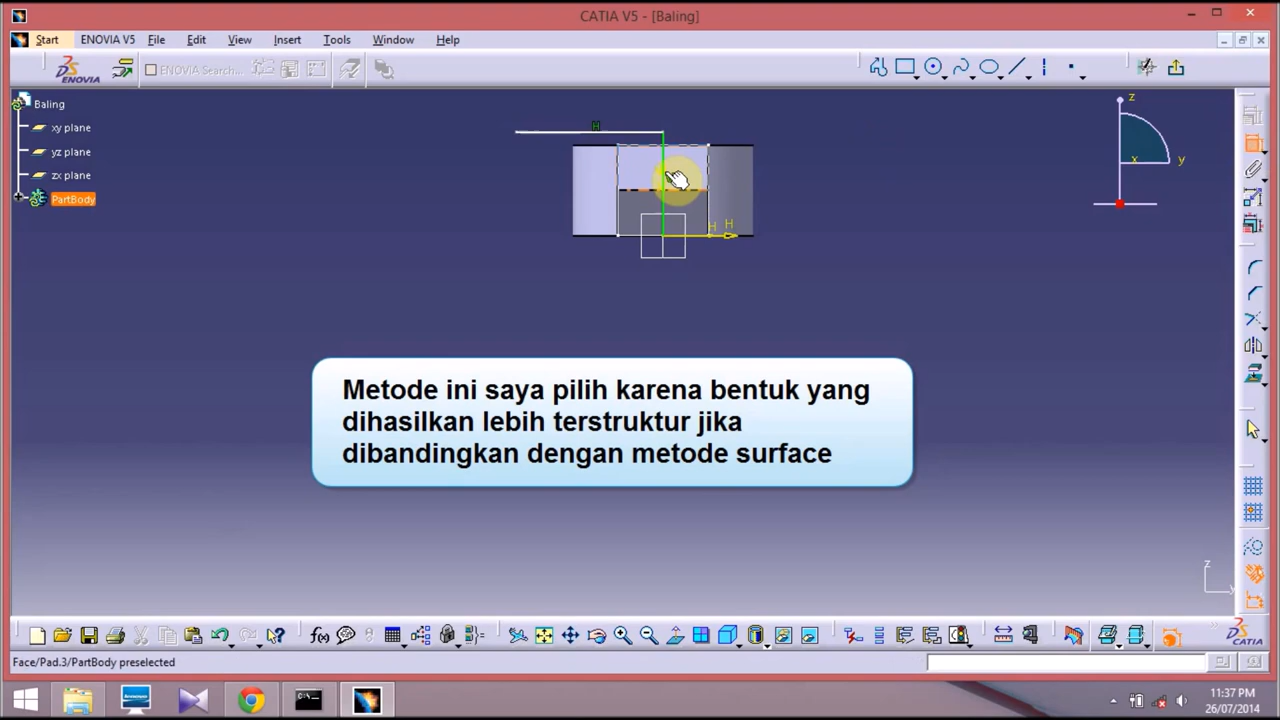 CATIA V5 - [Baling]
Start ENOVIA V5 File Edit View Insert Tools Window Help
ENOVIA ENOVIA Search...
Baling
xy plane
yz plane
zx plane
PartBody
H
H H
z
x y
Metode ini saya pilih karena bentuk yang
dihasilkan lebih terstruktur jika
dibandingkan dengan metode surface
z
y
f(x)
CATIA
Face/Pad.3/PartBody preselected
11:37 PM
26/07/2014